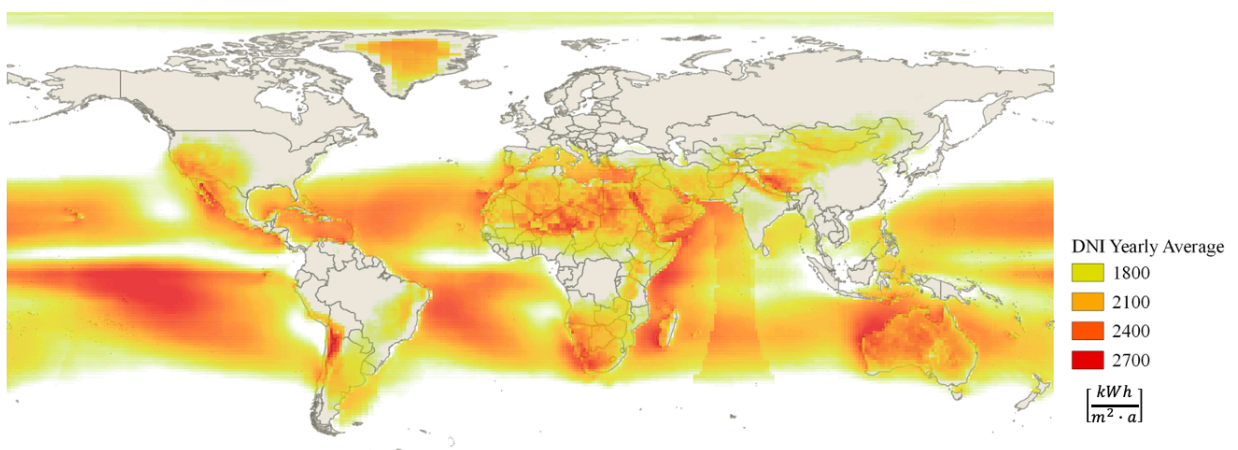 DNI Yearly Average
1800
2100
2400
2700
[kWh / m² · a]